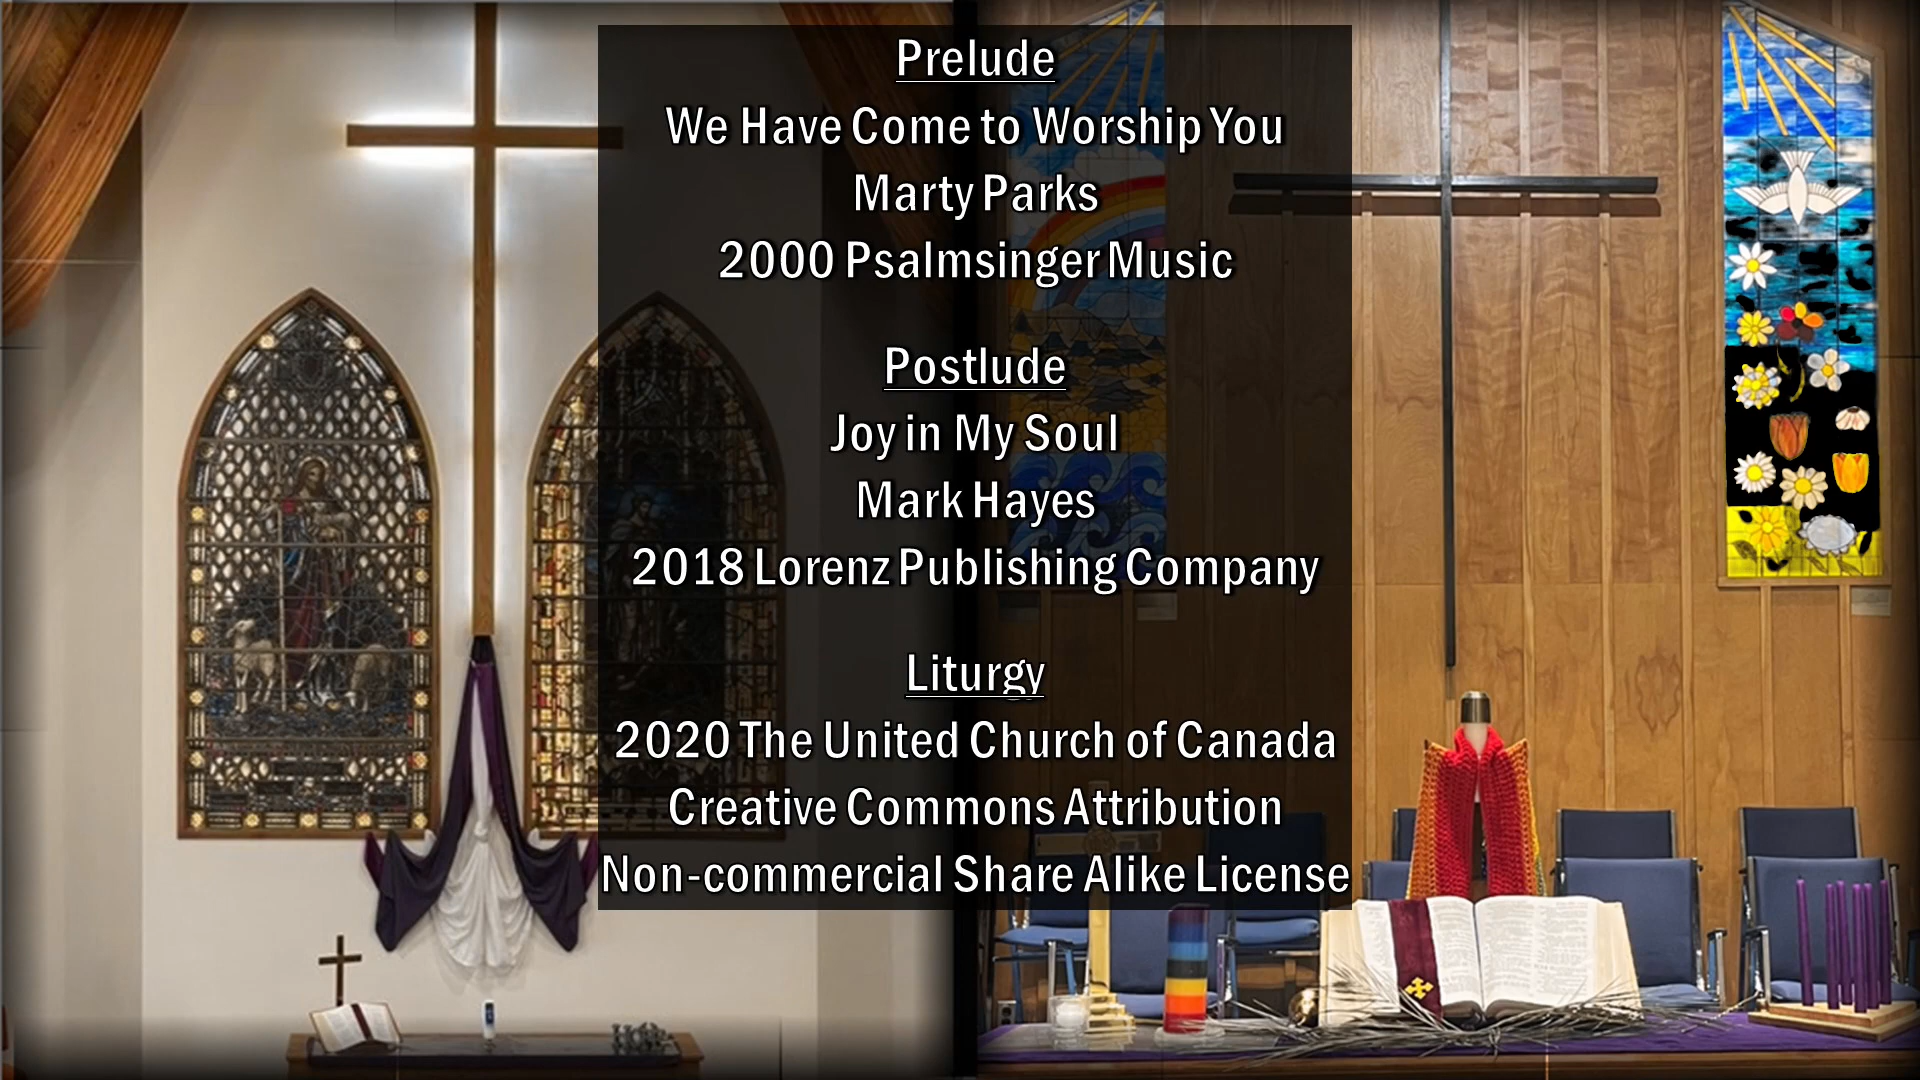 Prelude
We Have Come to Worship You
Marty Parks
2000 Psalmsinger Music
Postlude
Joy in My Soul
Mark Hayes
2018 Lorenz Publishing Company
Liturgy
2020 The United Church of Canada
Creative Commons Attribution
Non-commercial Share Alike License